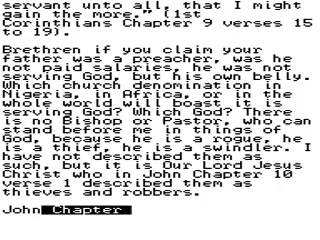 servant unto all, that I might
gain the more." (1st
Corinthians Chapter 9 verses 15
to 19).
Brethren if you claim your
father was a preacher, was he
not paid salaries, he was not
serving God, but his own belly.
Which church denomination in
Nigeria, in Africa, or in the
whole world will boast it is
serving God? Which God? There
is no Bishop or Pastor, who can
stand before me in things of
God, because he is a rogue, he
is a thief, he is a swindler. I
have not described them as
such, but it is Our Lord Jesus
Christ who in John Chapter 10
verse 1 described them as
thieves and robbers.
John Chapter